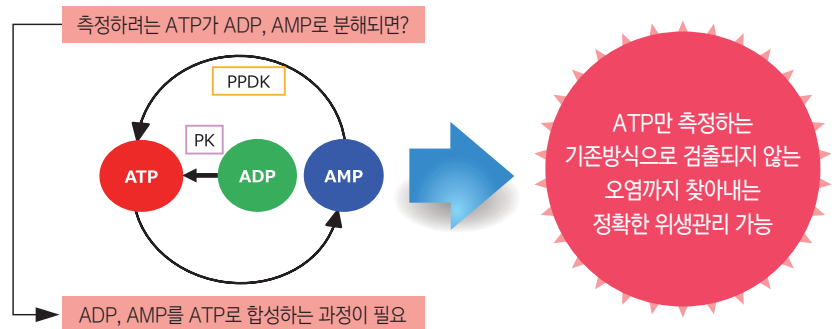 측정하려는 ATP가 ADP, AMP로 분해되면?
PPDK
PK
ATP
ADP
AMP
ADP, AMP를 ATP로 합성하는 과정이 필요
ATP만 측정하는
기존방식으로 검출되지 않는
오염까지 찾아내는
정확한 위생관리 가능